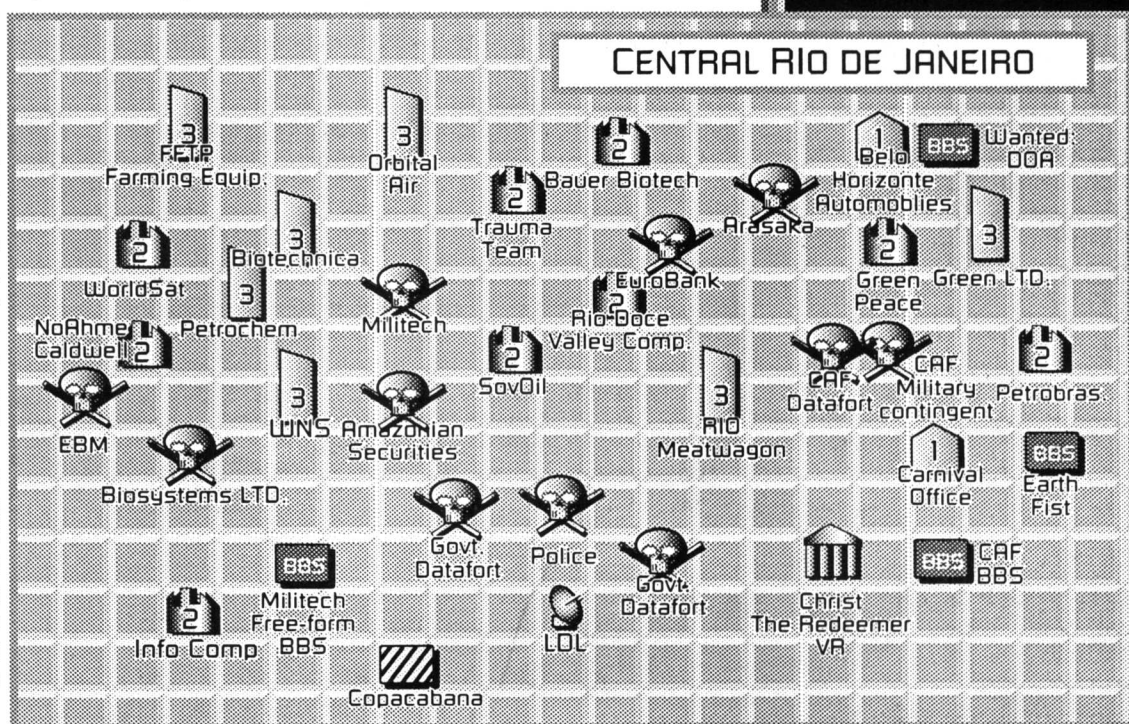 CENTRAL RIO DE JANEIRO
3
FFTP
Farming Equip.
3
Orbital
Air
2
Bauer Biotech
1
Belo
Horizonte
Automoblies
BBS
Wanted:
DOA
2
Trauma
Team
Arasaka
3
Green LTD.
3
Biotechnica
2
WorldSat
3
Petrochem
Militech
EuroBank
2
Rio Doce
Valley Comp.
2
Green
Peace
NoAhme
Caldwell
2
2
SovOil
CAF
Datafort
CAF
Military
contingent
2
Petrobras.
EBM
3
WNS
Amazonian
Securities
3
RIO
Meatwagon
1
Carnival
Office
BBS
Earth
Fist
Biosystems LTD.
Govt.
Datafort
Police
Govt.
Datafort
Christ
The Redeemer
VR
BBS
CAF
BBS
BBS
Militech
Free-form
BBS
2
Info Comp
LDL
Copacabana